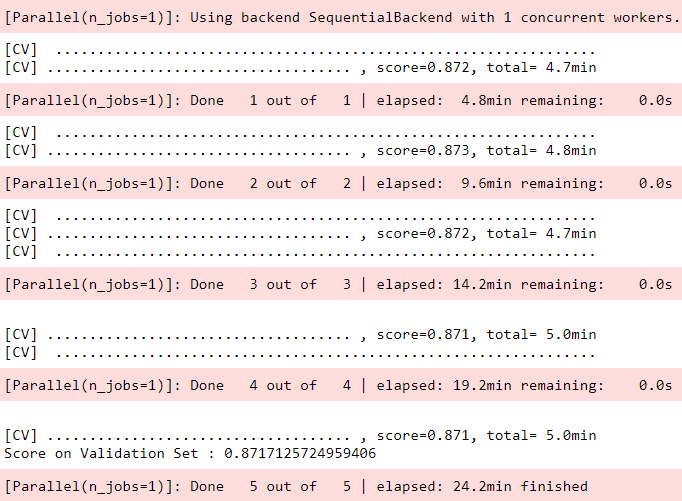 [Parallel(n_jobs=1)]: Using backend SequentialBackend with 1 concurrent workers.
[CV]  .................................................................
[CV] .................................... , score=0.872, total= 4.7min
[Parallel(n_jobs=1)]: Done   1 out of   1 | elapsed:  4.8min remaining:    0.0s
[CV]  .................................................................
[CV] .................................... , score=0.873, total= 4.8min
[Parallel(n_jobs=1)]: Done   2 out of   2 | elapsed:  9.6min remaining:    0.0s
[CV]  .................................................................
[CV] .................................... , score=0.872, total= 4.7min
[CV]  .................................................................
[Parallel(n_jobs=1)]: Done   3 out of   3 | elapsed: 14.2min remaining:    0.0s
[CV] .................................... , score=0.871, total= 5.0min
[CV]  .................................................................
[Parallel(n_jobs=1)]: Done   4 out of   4 | elapsed: 19.2min remaining:    0.0s
[CV] .................................... , score=0.871, total= 5.0min
Score on Validation Set : 0.8717125724959406
[Parallel(n_jobs=1)]: Done   5 out of   5 | elapsed: 24.2min finished